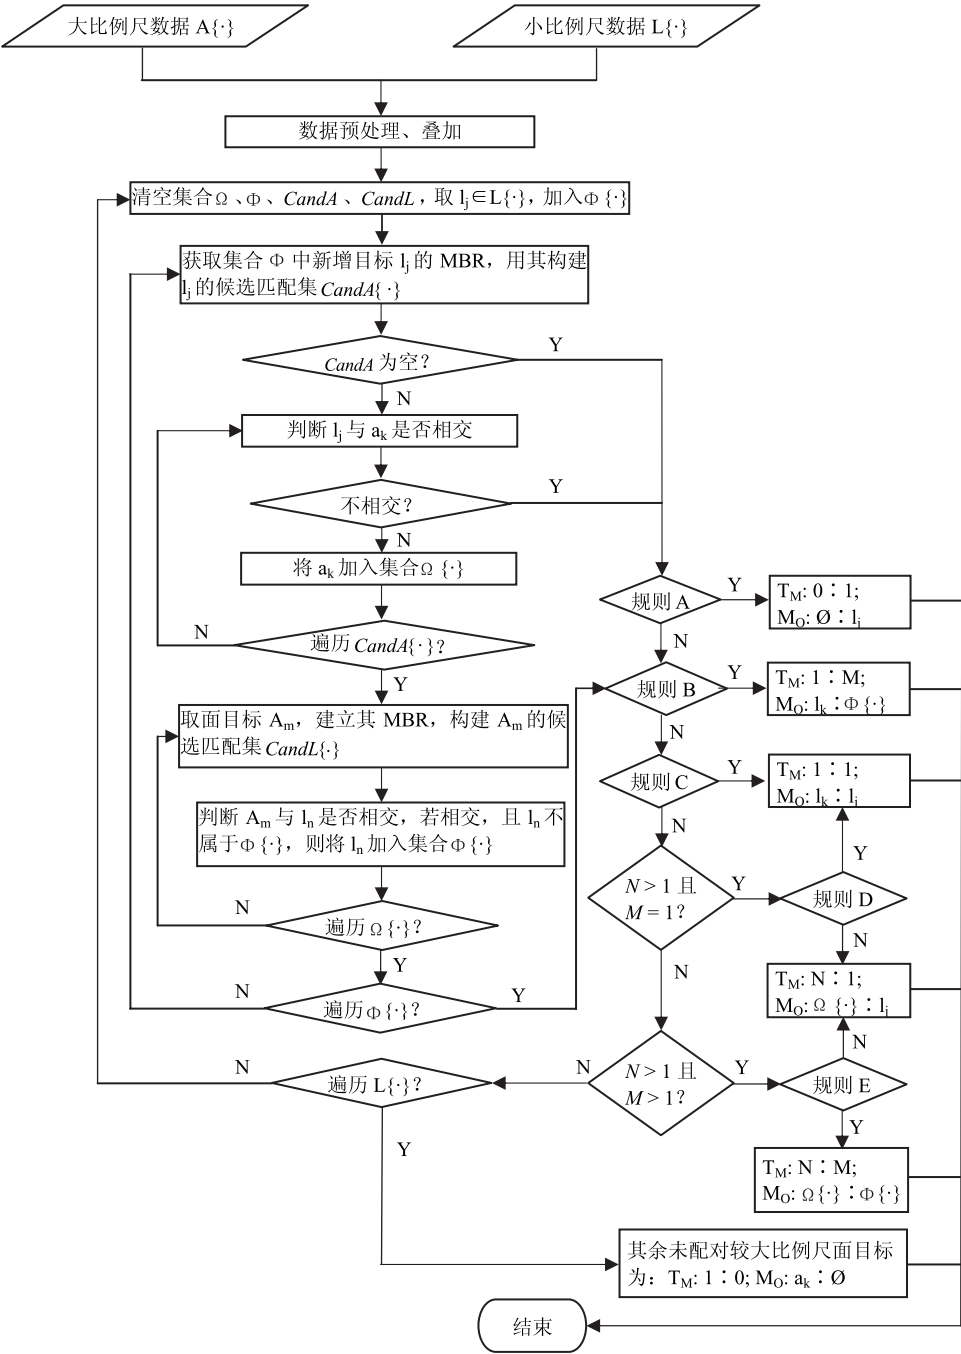 大比例尺数据 A{·}
小比例尺数据 L{·}
数据预处理、叠加
清空集合Ω、Φ、CandA、CandL，取 lj∈L{·}，加入Φ{·}
获取集合 Φ 中新增目标 lj 的 MBR，用其构建
lj 的候选匹配集 CandA{·}
CandA 为空？
Y
N
判断 lj 与 ak 是否相交
不相交？
Y
N
将 ak 加入集合Ω{·}
遍历 CandA{·}？
N
Y
取面目标 Am，建立其 MBR，构建 Am 的候
选匹配集 CandL{·}
判断 Am 与 ln 是否相交，若相交，且 ln 不
属于Φ{·}，则将 ln 加入集合Φ{·}
遍历Ω{·}？
N
Y
遍历Φ{·}？
N
Y
遍历 L{·}？
N
Y
规则 A
Y
N
TM: 0：1;
MO: Ø：lj
规则 B
Y
N
TM: 1：M;
MO: lk：Φ{·}
规则 C
Y
N
TM: 1：1;
MO: lk：lj
N > 1 且
M = 1？
Y
N
规则 D
Y
N
TM: N：1;
MO: Ω{·}：lj
N > 1 且
M > 1？
N
Y
规则 E
N
Y
TM: N：M;
MO: Ω{·}：Φ{·}
其余未配对较大比例尺面目标
为：TM: 1：0; MO: ak：Ø
结束